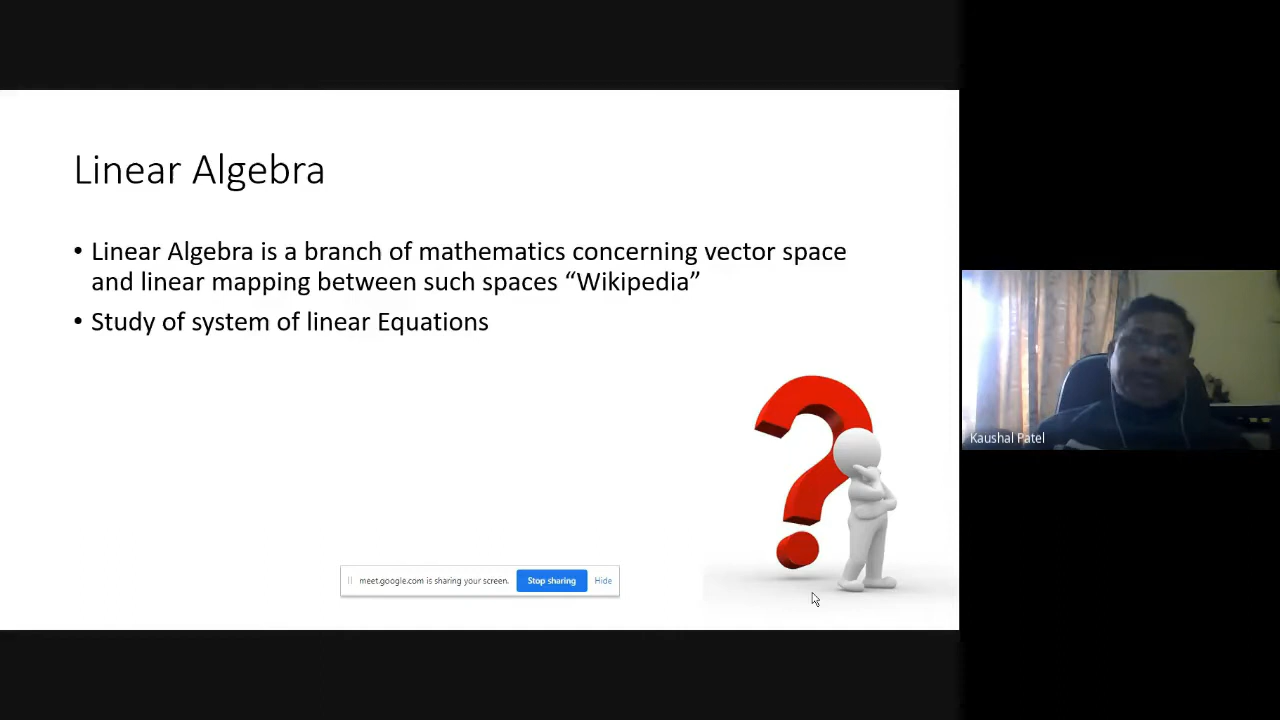 Linear Algebra
• Linear Algebra is a branch of mathematics concerning vector space
and linear mapping between such spaces “Wikipedia”
• Study of system of linear Equations
Kaushal Patel
meet.google.com is sharing your screen.
Stop sharing
Hide